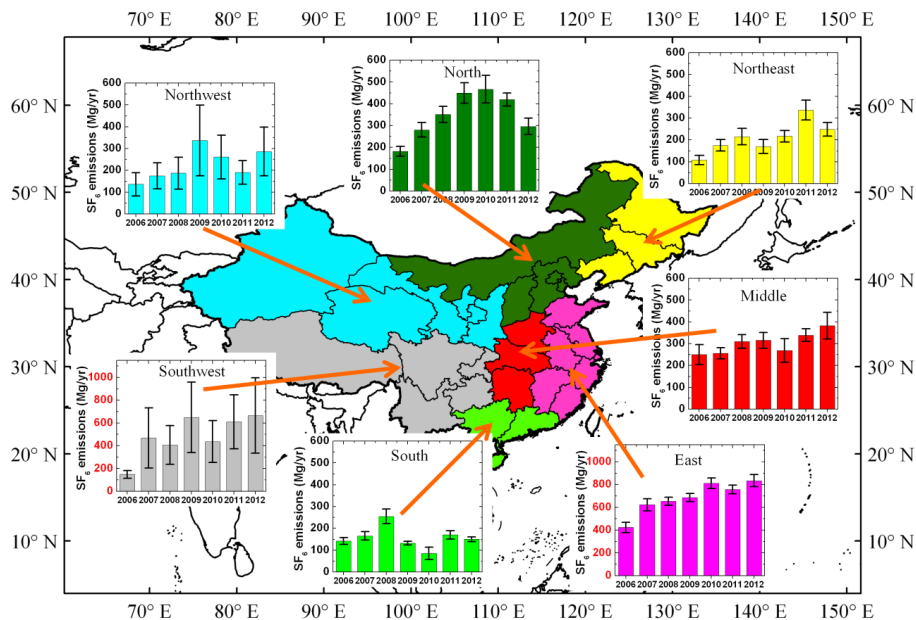 Northwest
SF6 emissions (Mg/yr)
600
500
400
300
200
100
0
2006 2007 2008 2009 2010 2011 2012
North
SF6 emissions (Mg/yr)
600
500
400
300
200
100
0
2006 2007 2008 2009 2010 2011 2012
Northeast
SF6 emissions (Mg/yr)
600
500
400
300
200
100
0
2006 2007 2008 2009 2010 2011 2012
Middle
SF6 emissions (Mg/yr)
600
500
400
300
200
100
0
2006 2007 2008 2009 2010 2011 2012
Southwest
SF6 emissions (Mg/yr)
1000
800
600
400
200
0
2006 2007 2008 2009 2010 2011 2012
South
SF6 emissions (Mg/yr)
600
500
400
300
200
100
0
2006 2007 2008 2009 2010 2011 2012
East
SF6 emissions (Mg/yr)
1000
800
600
400
200
0
2006 2007 2008 2009 2010 2011 2012
60° N
50° N
40° N
30° N
20° N
10° N
60° N
50° N
40° N
30° N
20° N
10° N
70° E 80° E 90° E 100° E 110° E 120° E 130° E 140° E 150° E